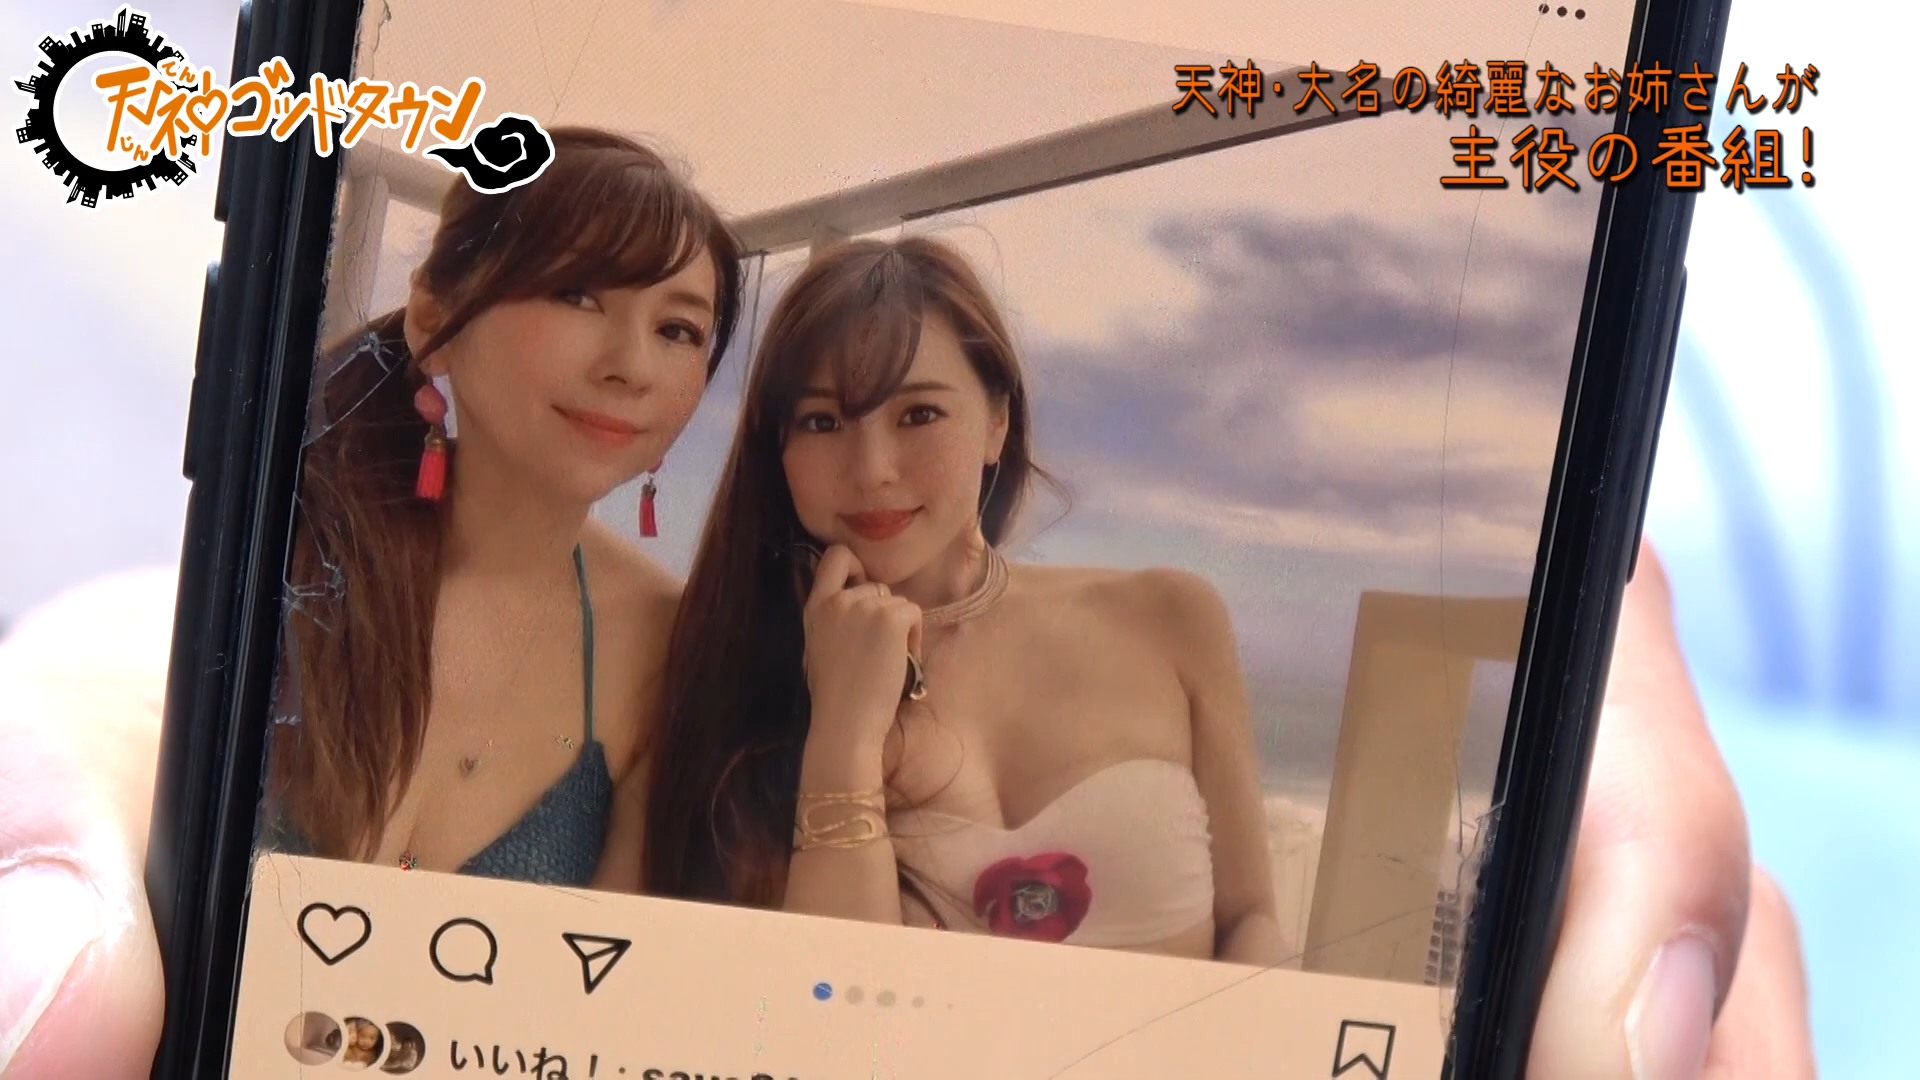 天神ゴッドタウン
てん
じん
天神・大名の綺麗なお姉さんが
主役の番組!
いいね!: